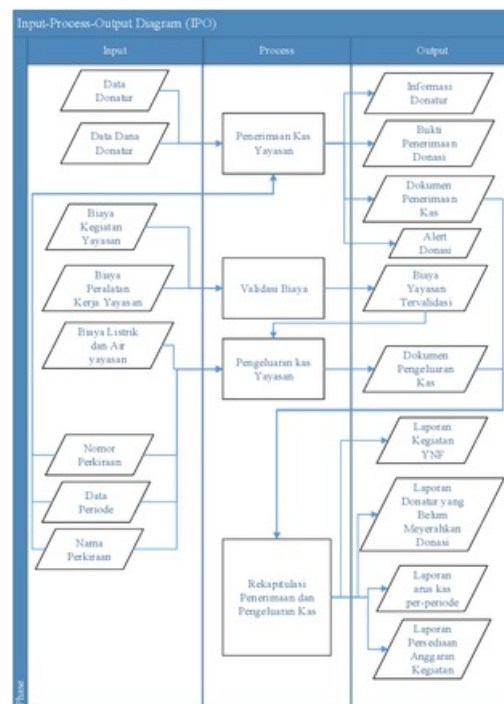 Input-Process-Output Diagram (IPO)
Input
Process
Output
Data
Donatur
Data Dana
Donatur
Biaya
Kegiatan
Yayasan
Biaya
Peralatan
Kerja Yayasan
Biaya Listrik
dan Air
yayasan
Nomor
Perkiraan
Data
Periode
Nama
Perkiraan
Penerimaan Kas
Yayasan
Validasi Biaya
Pengeluaran kas
Yayasan
Rekapitulasi
Penerimaan dan
Pengeluaran Kas
Informasi
Donatur
Bukti
Penerimaan
Donasi
Dokumen
Penerimaan
Kas
Alert
Donasi
Biaya
Yayasan
Tervalidasi
Dokumen
Pengeluaran
Kas
Laporan
Kegiatan
YNF
Laporan
Donatur yang
Belum
Meyerahkan
Donasi
Laporan
arus kas
per-periode
Laporan
Persediaan
Anggaran
Kegiatan
Phase